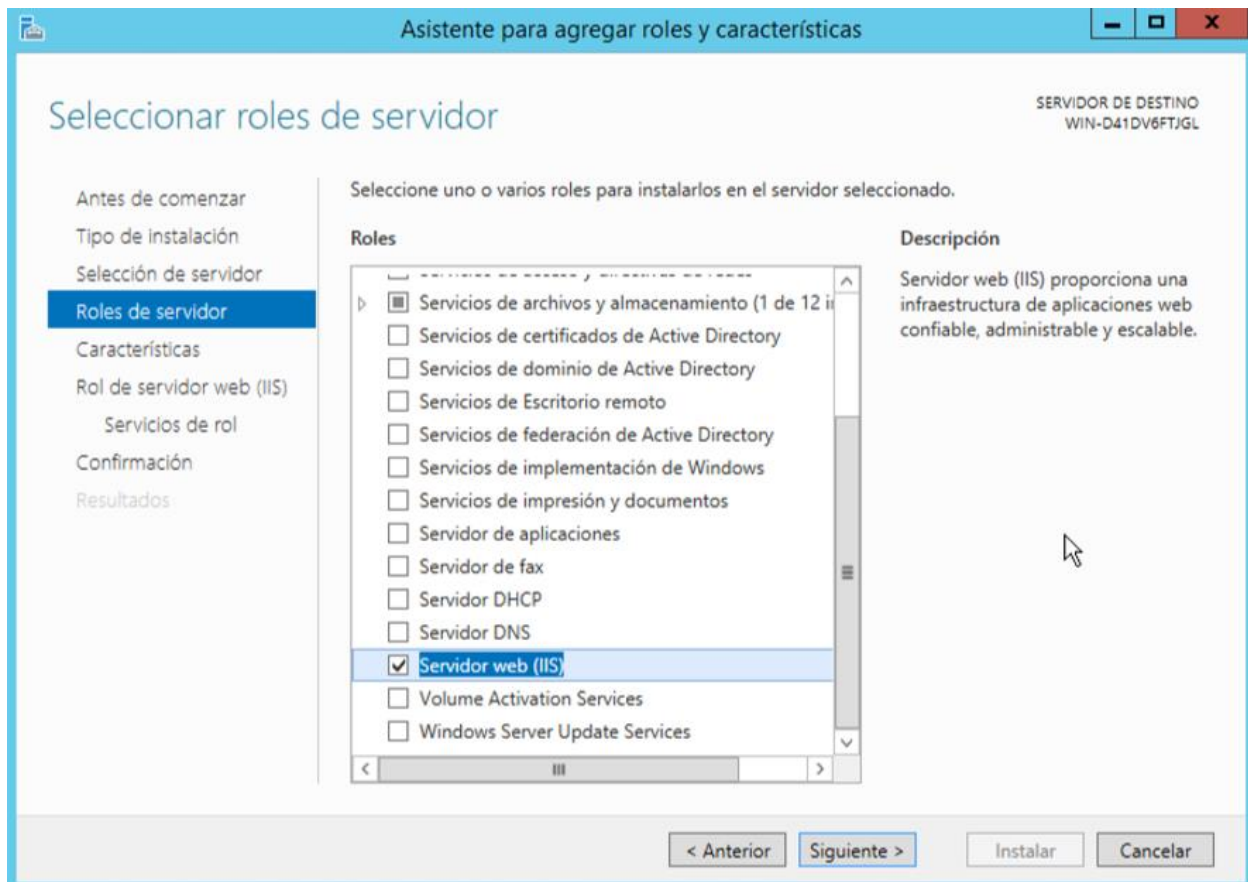 Asistente para agregar roles y características
Seleccionar roles de servidor
SERVIDOR DE DESTINO
WIN-D41DV6FTJGL
Antes de comenzar
Tipo de instalación
Selección de servidor
Roles de servidor
Características
Rol de servidor web (IIS)
Servicios de rol
Confirmación
Resultados
Seleccione uno o varios roles para instalarlos en el servidor seleccionado.
Roles
Servicios de archivos y almacenamiento (1 de 12 in
Servicios de certificados de Active Directory
Servicios de dominio de Active Directory
Servicios de Escritorio remoto
Servicios de federación de Active Directory
Servicios de implementación de Windows
Servicios de impresión y documentos
Servidor de aplicaciones
Servidor de fax
Servidor DHCP
Servidor DNS
Servidor web (IIS)
Volume Activation Services
Windows Server Update Services
Descripción
Servidor web (IIS) proporciona una
infraestructura de aplicaciones web
confiable, administrable y escalable.
< Anterior
Siguiente >
Instalar
Cancelar